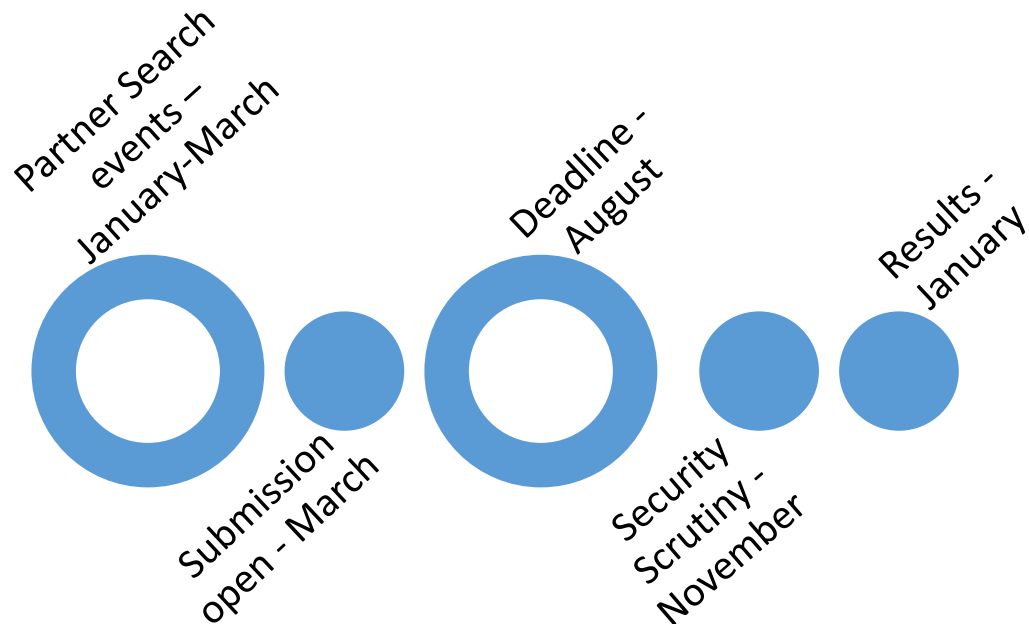 Partner Search
events –
January-March
Submission
open - March
Deadline -
August
Security
Scrutiny -
November
Results -
January